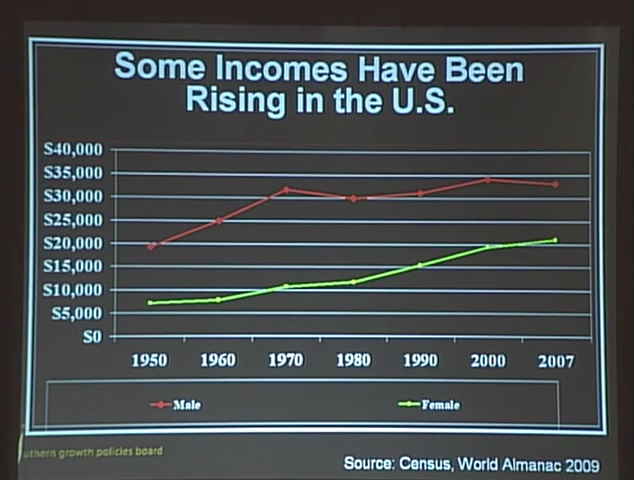 Some Incomes Have Been
Rising in the U.S.
$40,000
$35,000
$30,000
$25,000
$20,000
$15,000
$10,000
$5,000
$0
1950 1960 1970 1980 1990 2000 2007
Male Female
uthern growth policies board
Source: Census, World Almanac 2009